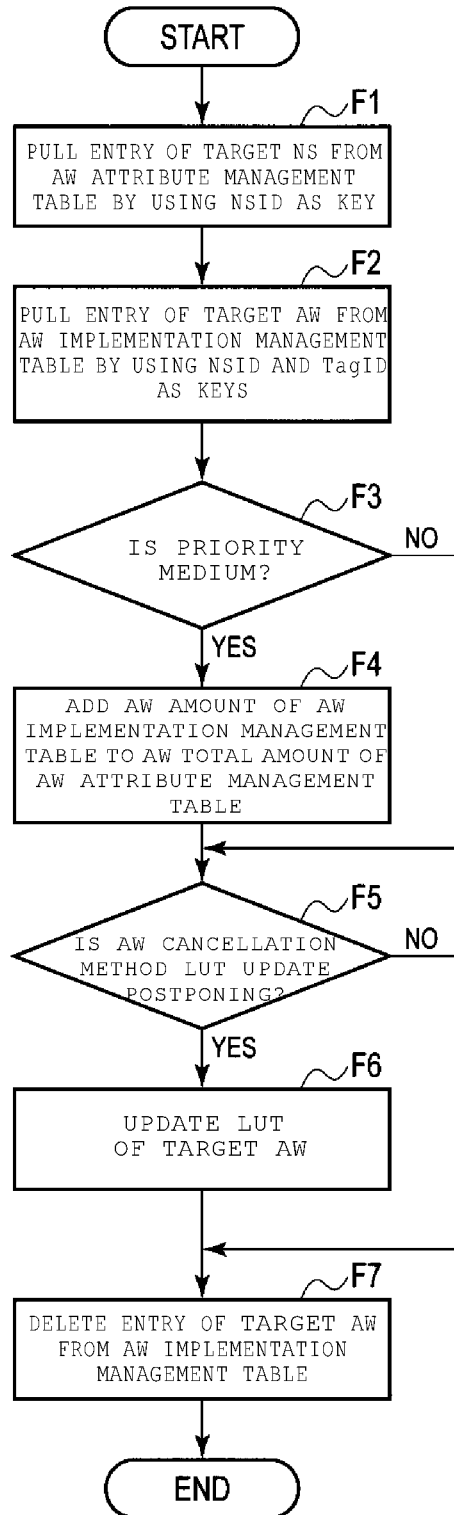 START
F1
PULL ENTRY OF TARGET NS FROM
AW ATTRIBUTE MANAGEMENT
TABLE BY USING NSID AS KEY
F2
PULL ENTRY OF TARGET AW FROM
AW IMPLEMENTATION MANAGEMENT
TABLE BY USING NSID AND TagID
AS KEYS
F3
IS PRIORITY
MEDIUM?
NO
YES
F4
ADD AW AMOUNT OF AW
IMPLEMENTATION MANAGEMENT
TABLE TO AW TOTAL AMOUNT OF
AW ATTRIBUTE MANAGEMENT
TABLE
F5
IS AW CANCELLATION
METHOD LUT UPDATE
POSTPONING?
NO
YES
F6
UPDATE LUT
OF TARGET AW
F7
DELETE ENTRY OF TARGET AW
FROM AW IMPLEMENTATION
MANAGEMENT TABLE
END